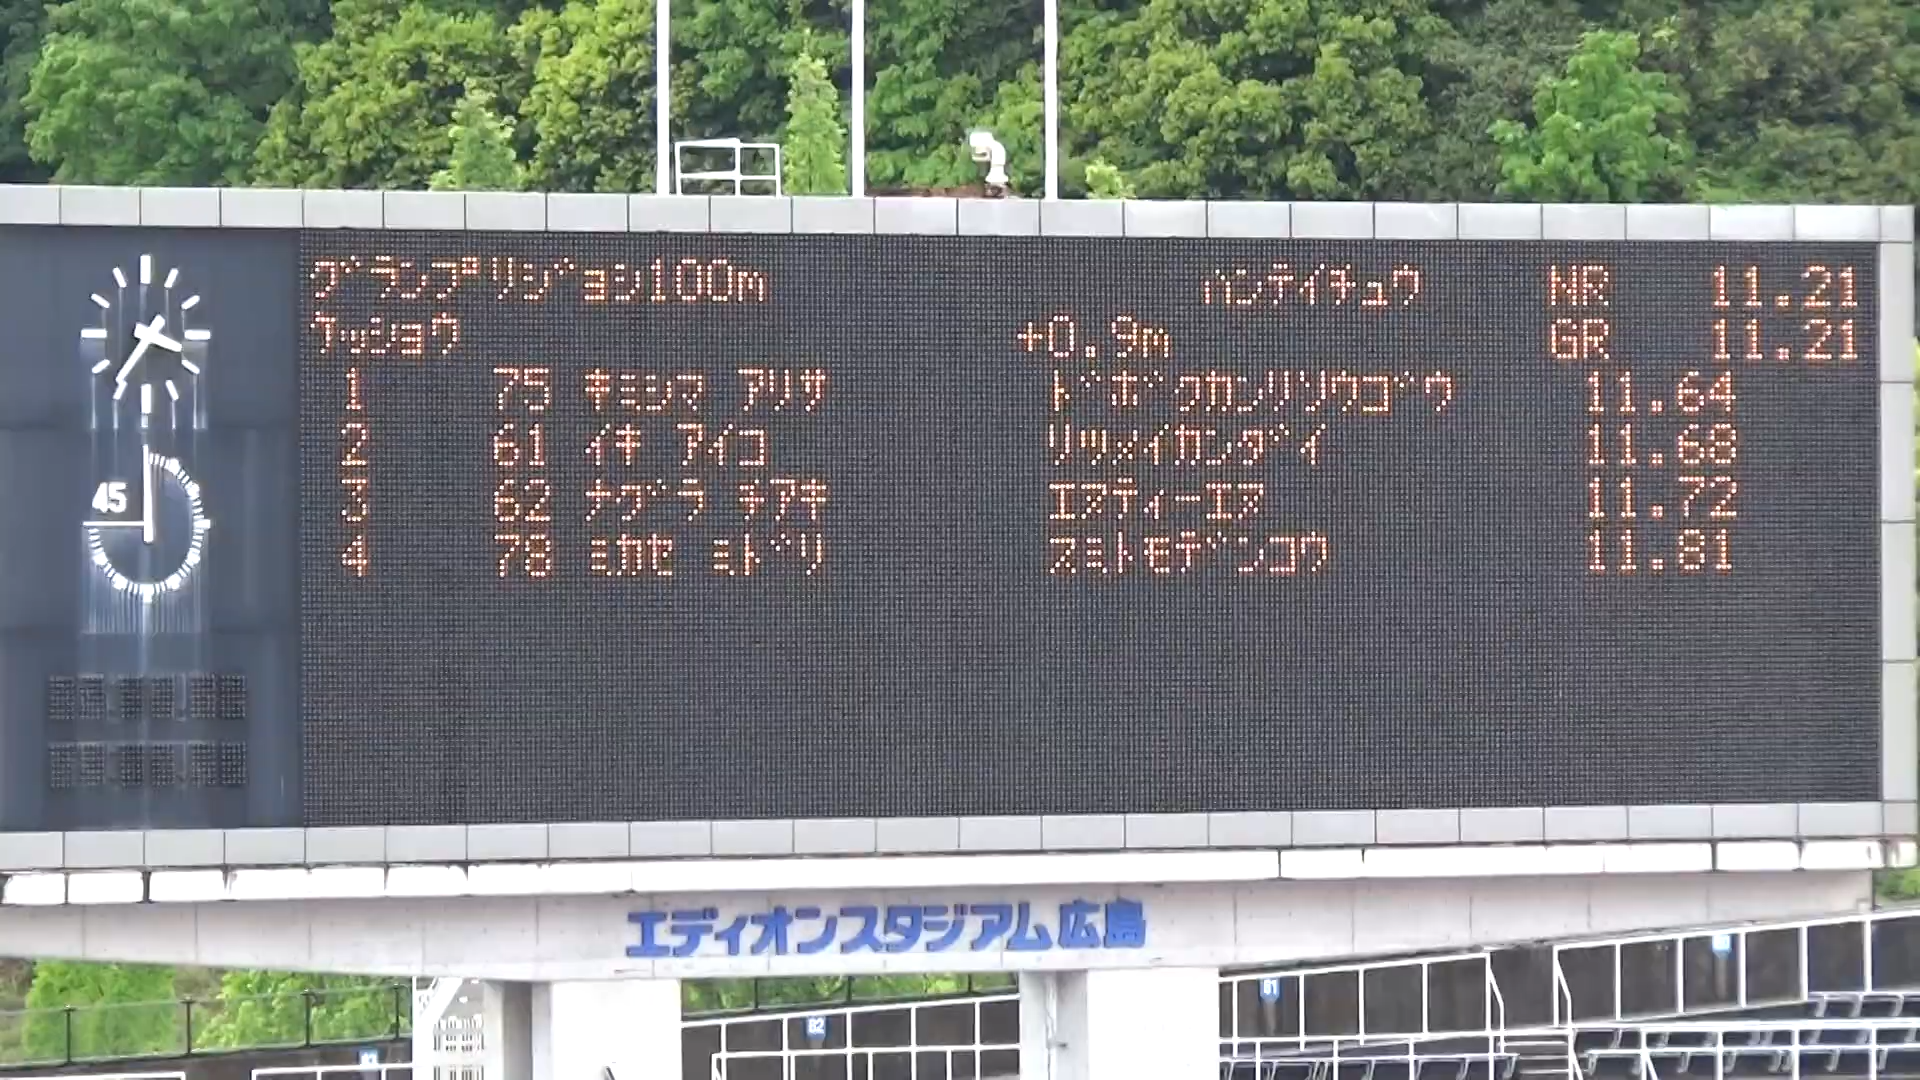 グランプリジョシ100m ハンテイチュウ NR 11.21
ケッショウ +0.9m GR 11.21
1 75 キミシマ アリサ ドボクカンリソウゴウ 11.64
2 61 イキ アイコ リツメイカンダイ 11.68
3 62 ナグラ チアキ エヌティーエヌ 11.72
4 78 ミカセ ミドリ スミトモデンコウ 11.81
45
エディオンスタジアム広島
81
82
83